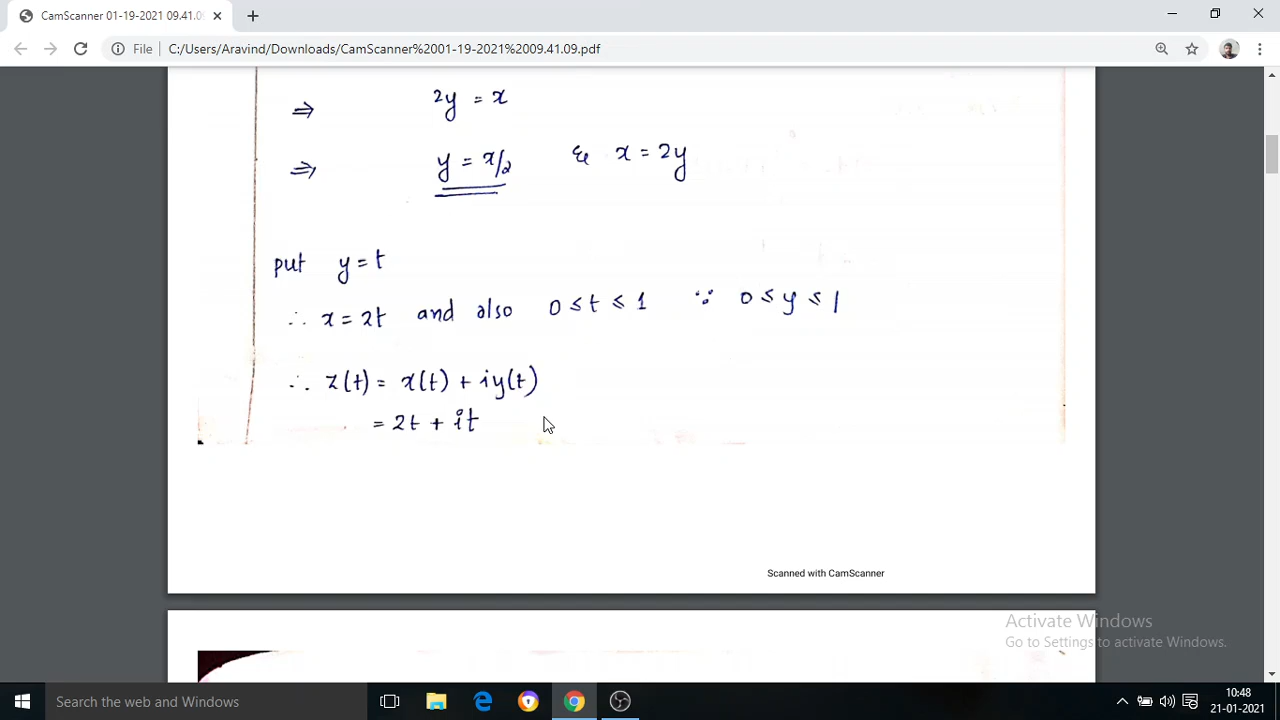 CamScanner 01-19-2021 09.41.09
File C:/Users/Aravind/Downloads/CamScanner%2001-19-2021%2009.41.09.pdf
⇒ 2y = x
⇒ y = x/2 & x = 2y
put y = t
∴ x = 2t and also 0 ≤ t ≤ 1 ∵ 0 ≤ y ≤ 1
∴ z(t) = x(t) + iy(t)
= 2t + it
Scanned with CamScanner
Activate Windows
Go to Settings to activate Windows.
Search the web and Windows
10:48
21-01-2021